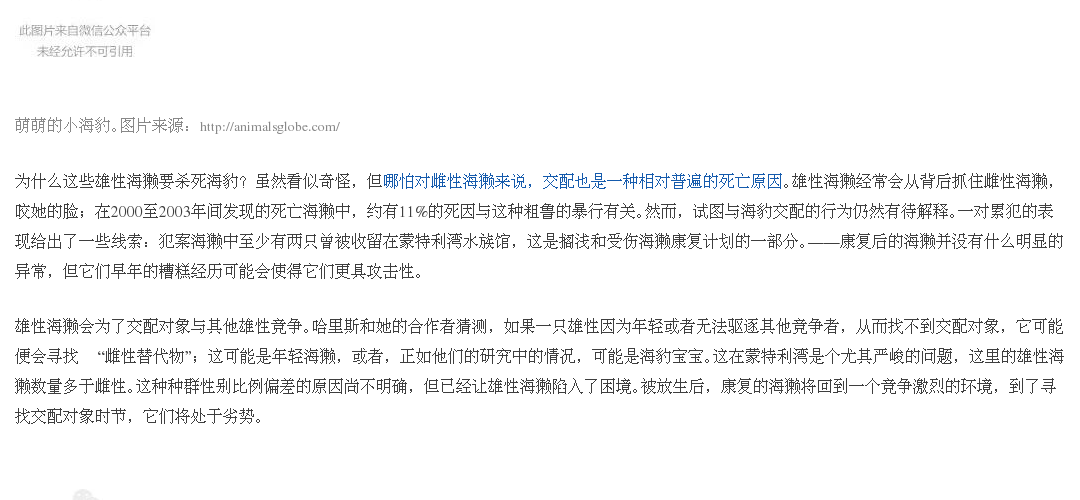 此图片来自微信公众平台
未经允许不可引用
萌萌的小海豹。图片来源：http://animalsglobe.com/
为什么这些雄性海獭要杀死海豹？虽然看似奇怪，但哪怕对雌性海獭来说，交配也是一种相对普遍的死亡原因。雄性海獭经常会从背后抓住雌性海獭，
咬她的脸；在2000至2003年间发现的死亡海獭中，约有11%的死因与这种粗鲁的暴行有关。然而，试图与海豹交配的行为仍然有待解释。一对累犯的表
现给出了一些线索：犯案海獭中至少有两只曾被收留在蒙特利湾水族馆，这是搁浅和受伤海獭康复计划的一部分。——康复后的海獭并没有什么明显的
异常，但它们早年的糟糕经历可能会使得它们更具攻击性。
雄性海獭会为了交配对象与其他雄性竞争。哈里斯和她的合作者猜测，如果一只雄性因为年轻或者无法驱逐其他竞争者，从而找不到交配对象，它可能
便会寻找 “雌性替代物”；这可能是年轻海獭，或者，正如他们的研究中的情况，可能是海豹宝宝。这在蒙特利湾是个尤其严峻的问题，这里的雄性海
獭数量多于雌性。这种种群性别比例偏差的原因尚不明确，但已经让雄性海獭陷入了困境。被放生后，康复的海獭将回到一个竞争激烈的环境，到了寻
找交配对象时节，它们将处于劣势。